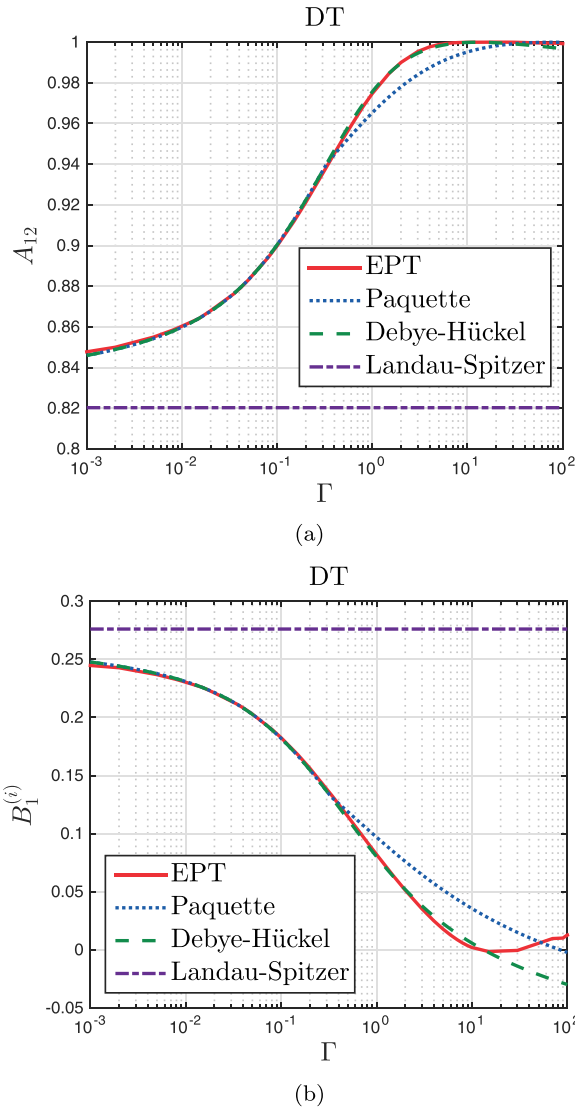 DT
1
0.98
0.96
0.94
0.92
0.9
0.88
0.86
0.84
0.82
0.8
A₁₂
EPT
Paquette
Debye-Hückel
Landau-Spitzer
10⁻³ 10⁻² 10⁻¹ 10⁰ 10¹ 10²
Γ
(a)
DT
0.3
0.25
0.2
0.15
0.1
0.05
0
-0.05
B₁⁽ⁱ⁾
EPT
Paquette
Debye-Hückel
Landau-Spitzer
10⁻³ 10⁻² 10⁻¹ 10⁰ 10¹ 10²
Γ
(b)